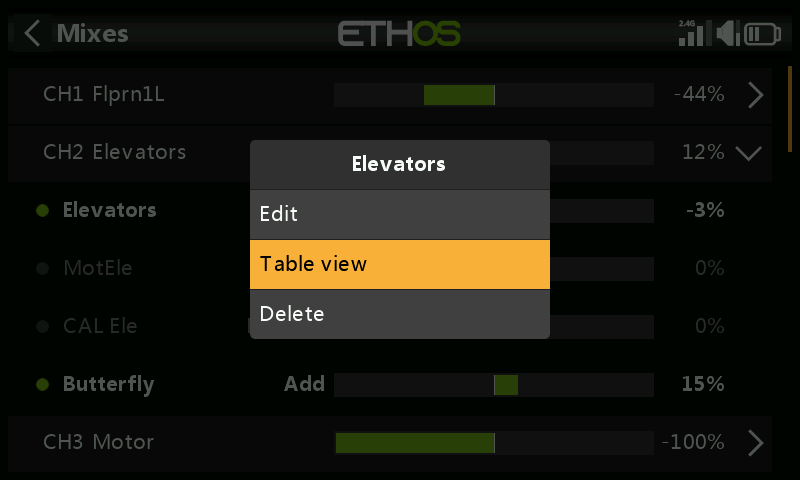 Mixes ETHOS 2.4G
CH1 Flprn1L -44%
CH2 Elevators 12%
Elevators
Elevators -3%
Edit
MotEle Table view 0%
CAL Ele Delete 0%
Butterfly Add 15%
CH3 Motor -100%